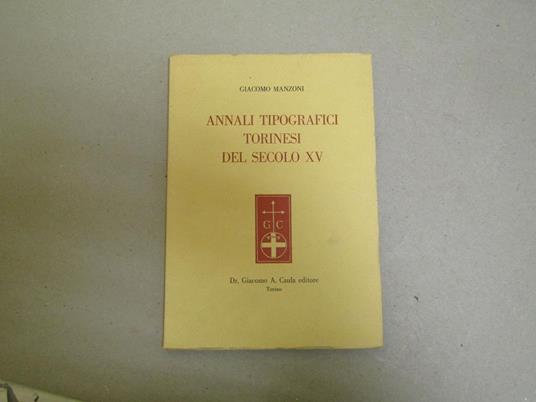 GIACOMO MANZONI
ANNALI TIPOGRAFICI
TORINESI
DEL SECOLO XV
G C
Dr. Giacomo A. Caula editore
Torino